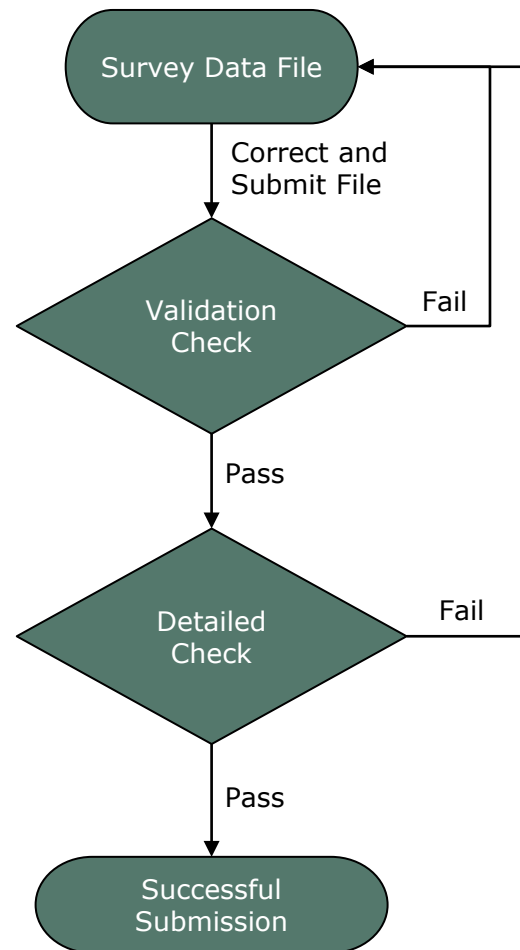 Survey Data File
Correct and
Submit File
Validation
Check
Fail
Pass
Detailed
Check
Fail
Pass
Successful
Submission